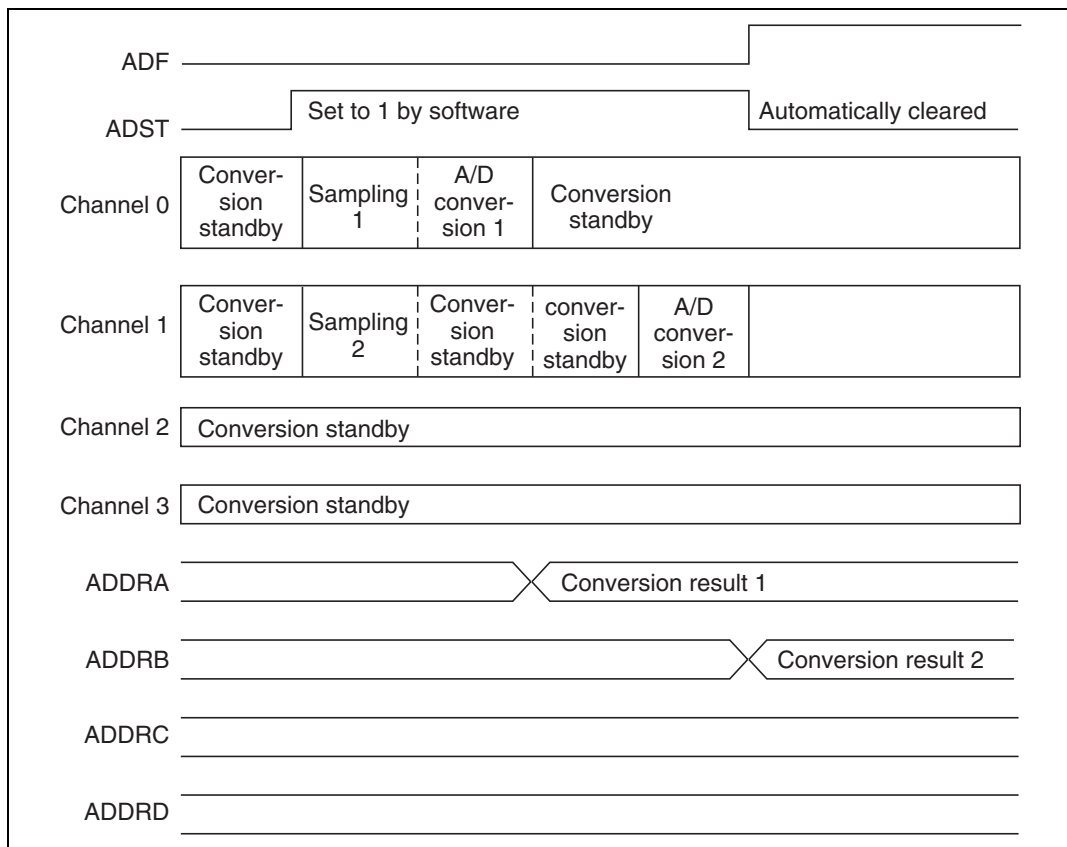 ADF
ADST
Set to 1 by software
Automatically cleared
Channel 0
Conver-
sion
standby
Sampling
1
A/D
conver-
sion 1
Conversion
standby
Channel 1
Conver-
sion
standby
Sampling
2
Conver-
sion
standby
conver-
sion
standby
A/D
conver-
sion 2
Channel 2
Conversion standby
Channel 3
Conversion standby
ADDRA
Conversion result 1
ADDRB
Conversion result 2
ADDRC
ADDRD